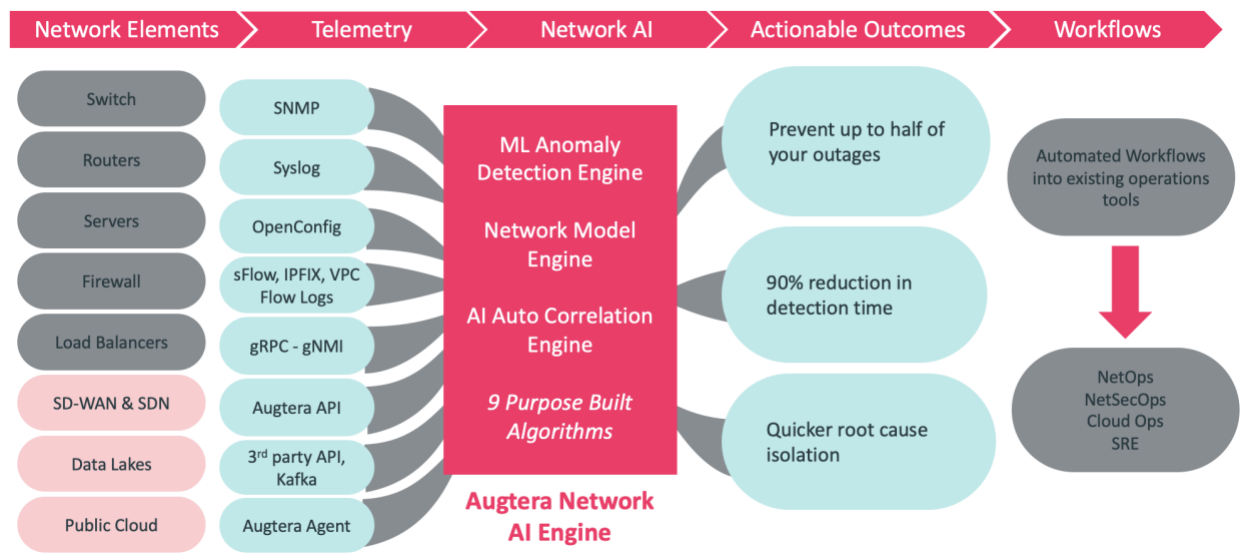 Network Elements
Telemetry
Network AI
Actionable Outcomes
Workflows
Switch
Routers
Servers
Firewall
Load Balancers
SD-WAN & SDN
Data Lakes
Public Cloud
SNMP
Syslog
OpenConfig
sFlow, IPFIX, VPC
Flow Logs
gRPC - gNMI
Augtera API
3rd party API,
Kafka
Augtera Agent
ML Anomaly
Detection Engine
Network Model
Engine
AI Auto Correlation
Engine
9 Purpose Built
Algorithms
Augtera Network
AI Engine
Prevent up to half of
your outages
90% reduction in
detection time
Quicker root cause
isolation
Automated Workflows
into existing operations
tools
NetOps
NetSecOps
Cloud Ops
SRE